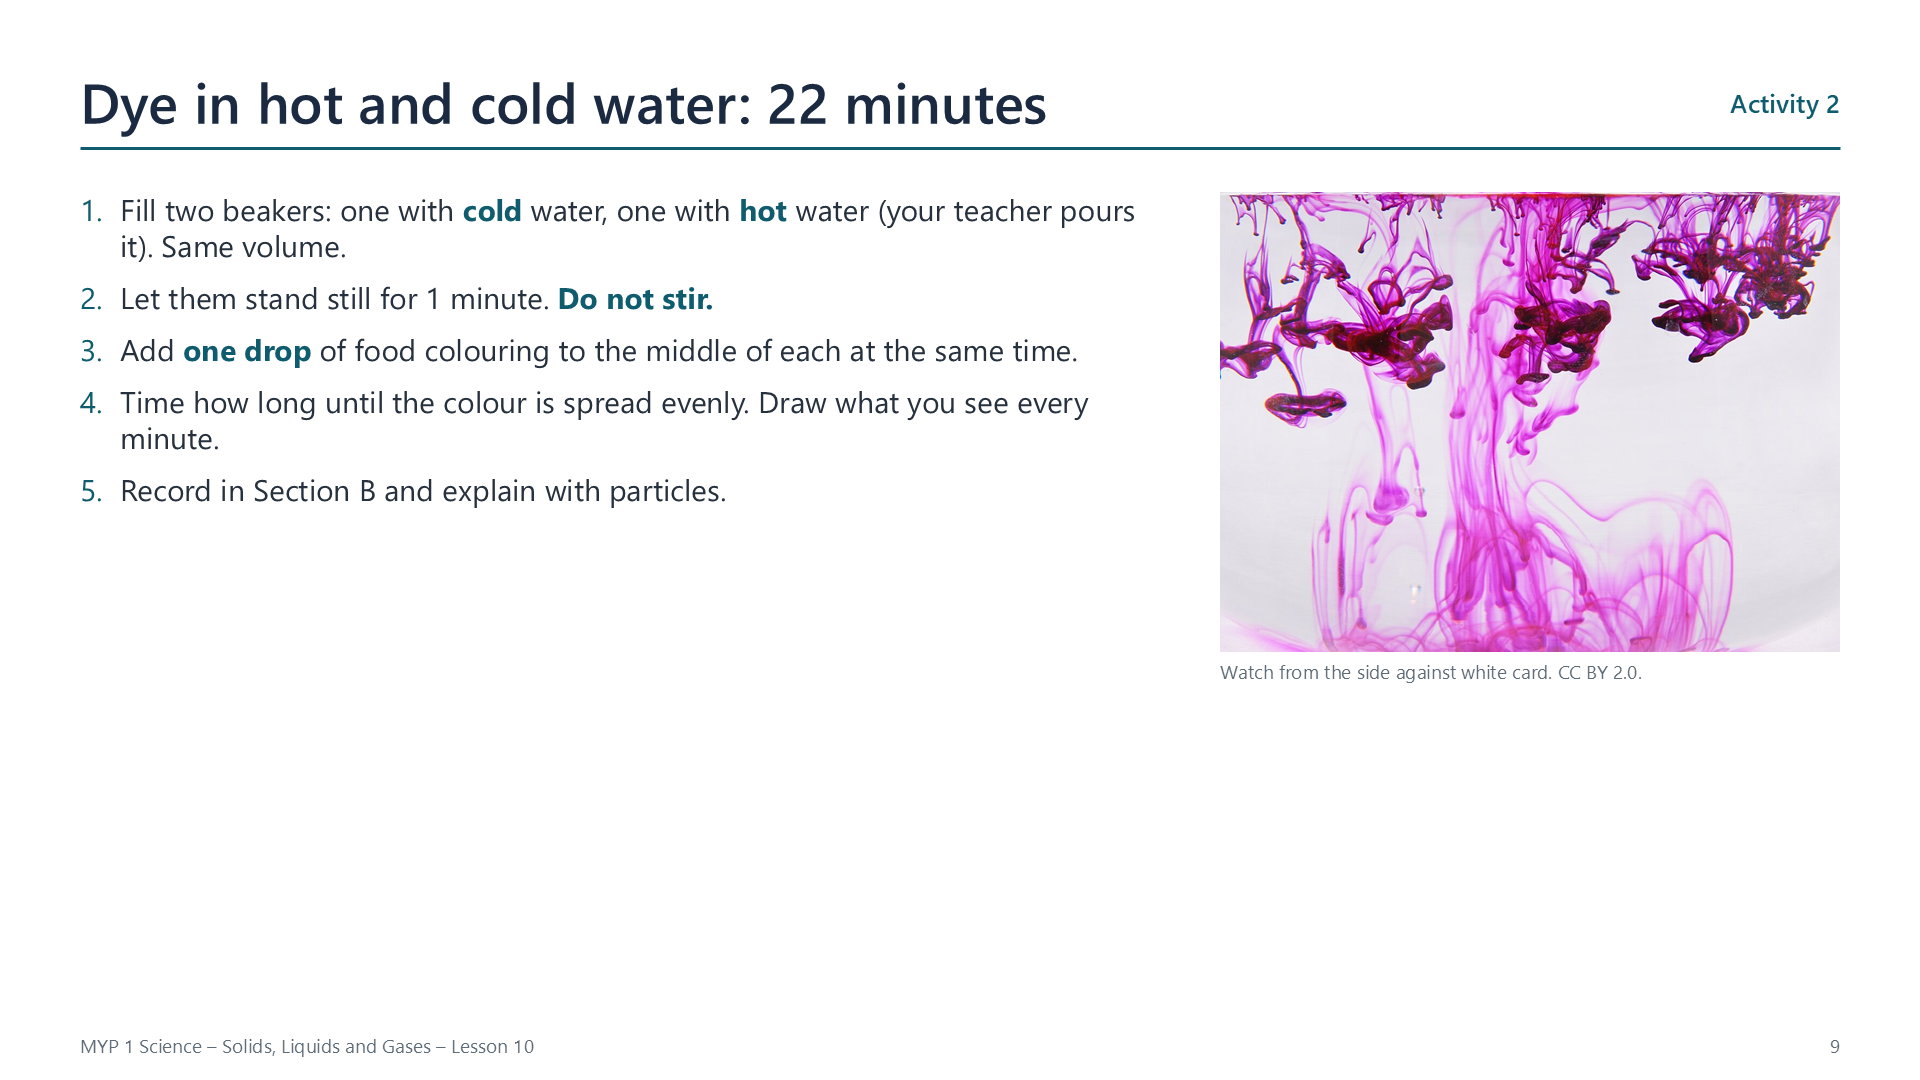 Dye in hot and cold water: 22 minutes
Activity 2
1. Fill two beakers: one with cold water, one with hot water (your teacher pours
it). Same volume.
2. Let them stand still for 1 minute. Do not stir.
3. Add one drop of food colouring to the middle of each at the same time.
4. Time how long until the colour is spread evenly. Draw what you see every
minute.
5. Record in Section B and explain with particles.
Watch from the side against white card. CC BY 2.0.
MYP 1 Science – Solids, Liquids and Gases – Lesson 10
9